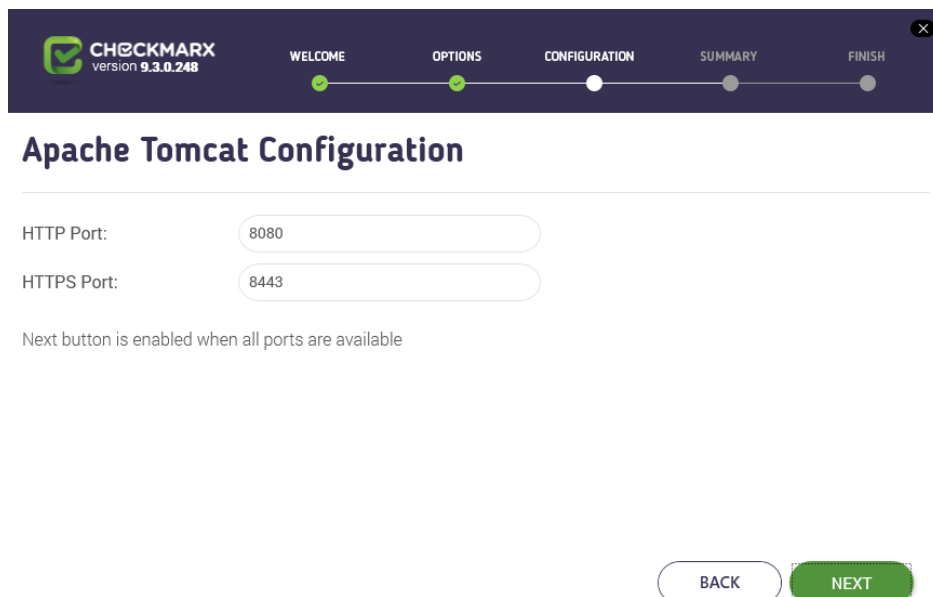 CHECKMARX
version 9.3.0.248
WELCOME
OPTIONS
CONFIGURATION
SUMMARY
FINISH
Apache Tomcat Configuration
HTTP Port: 8080
HTTPS Port: 8443
Next button is enabled when all ports are available
BACK
NEXT